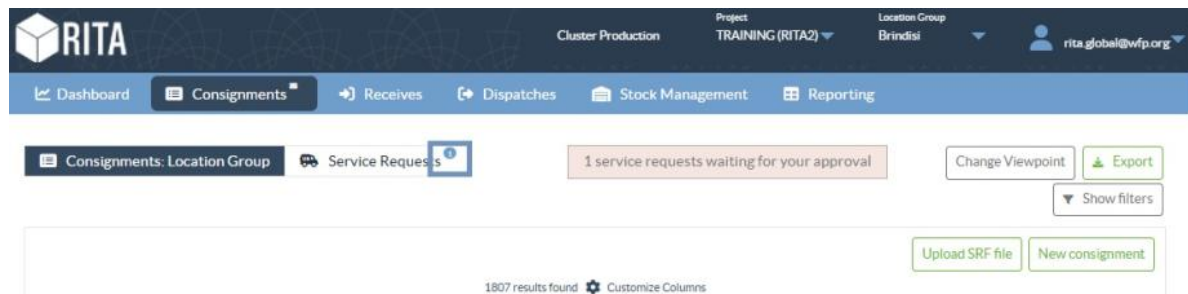 RITA
Cluster Production
Project
TRAINING (RITA2)
Location Group
Brindisi
rita.global@wfp.org
Dashboard
Consignments
Receives
Dispatches
Stock Management
Reporting
Consignments: Location Group
Service Requests
1 service requests waiting for your approval
Change Viewpoint
Export
Show filters
Upload SRF file
New consignment
1807 results found
Customize Columns